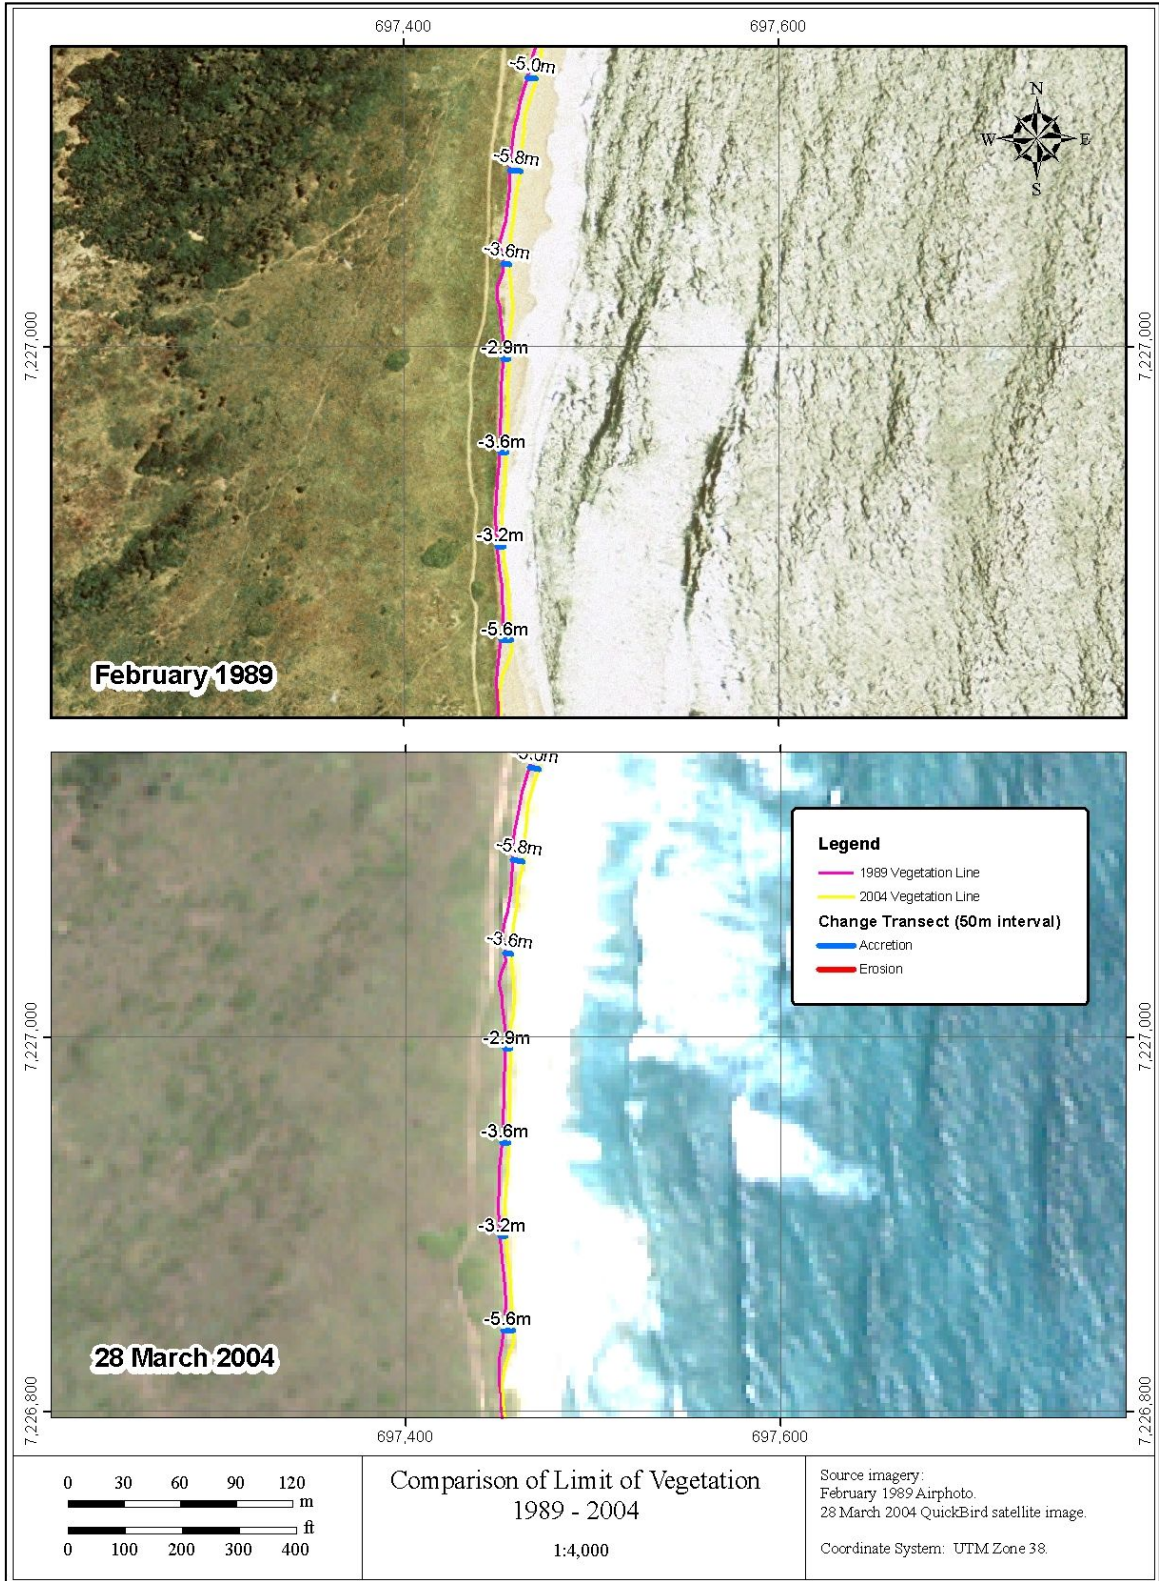 697,400
697,600
-5.0m
N
W
E
S
-5.8m
-3.6m
7,227,000
7,227,000
-2.9m
-3.6m
-3.2m
-5.6m
February 1989
-5.0m
Legend
-5.8m
1989 Vegetation Line
2004 Vegetation Line
Change Transect (50m interval)
-3.6m
Accretion
Erosion
7,227,000
7,227,000
-2.9m
-3.6m
-3.2m
-5.6m
28 March 2004
7,226,800
7,226,800
697,400
697,600
0 30 60 90 120
m
ft
0 100 200 300 400
Comparison of Limit of Vegetation
1989 - 2004
1:4,000
Source imagery:
February 1989 Airphoto.
28 March 2004 QuickBird satellite image.
Coordinate System: UTM Zone 38.